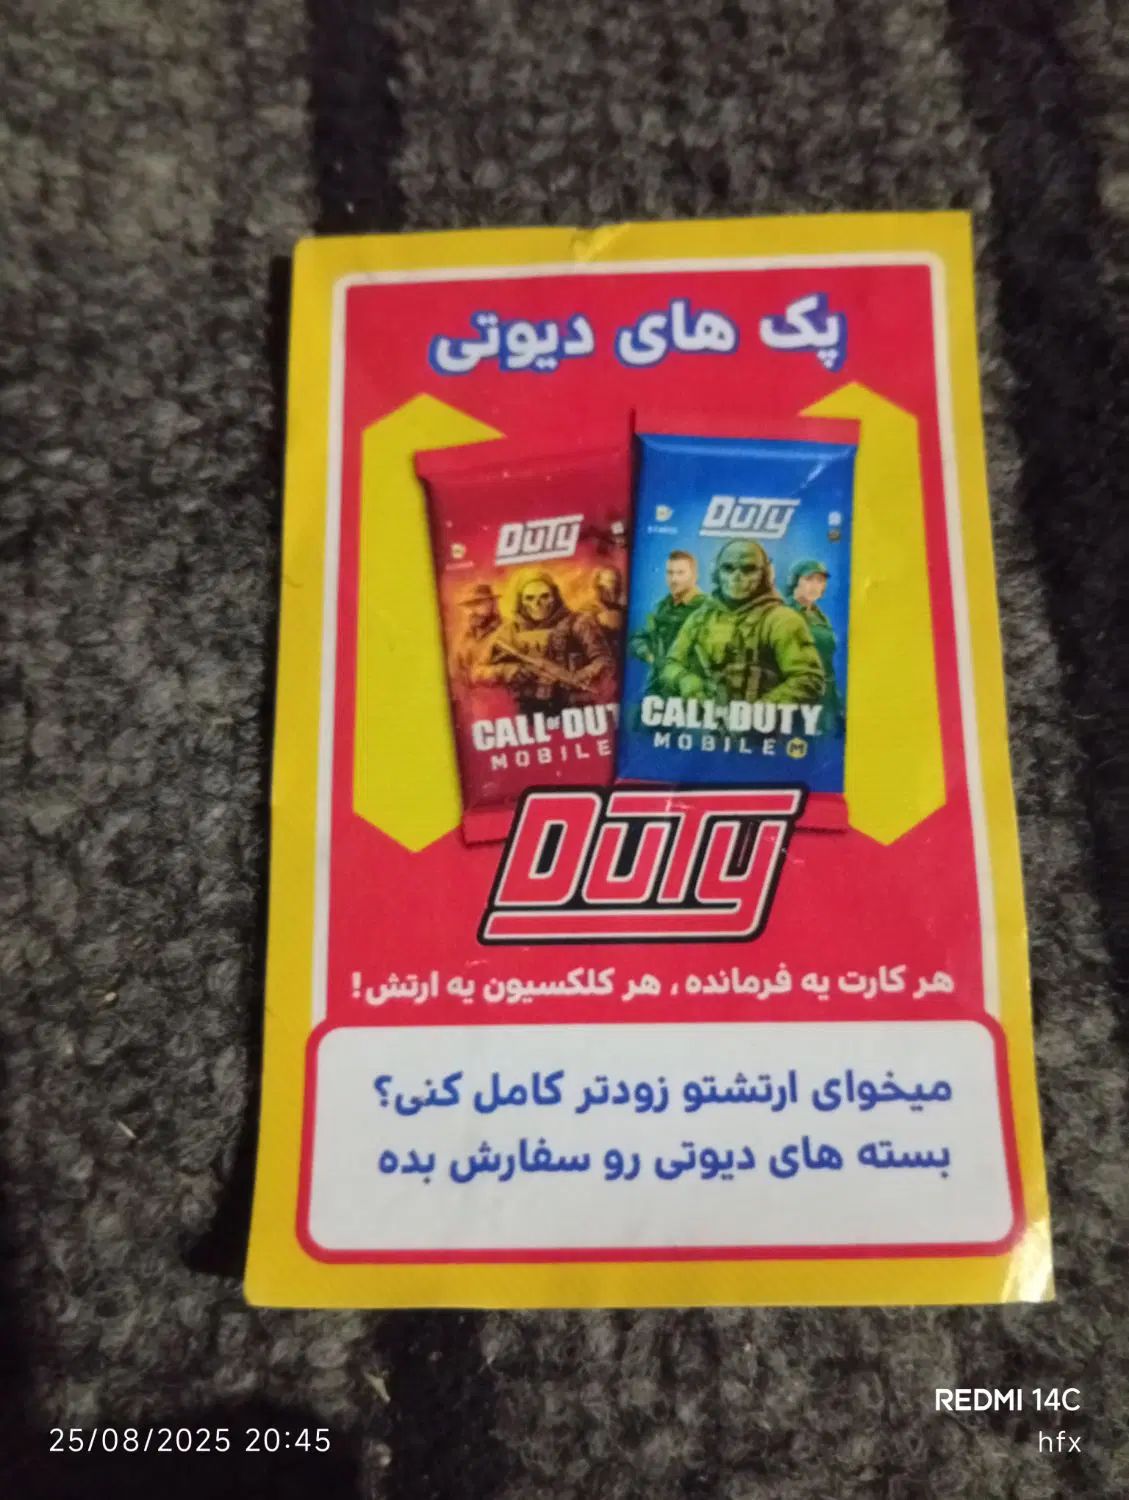 پک های دیوتی
DUTY
DUTY
CALL OF DUT
MOBILE
CALL OF DUTY
MOBILE M
DUTY
هر کارت یه فرمانده ، هر کلکسیون یه ارتش!
میخوای ارتشتو زودتر کامل کنی؟
بسته های دیوتی رو سفارش بده
REDMI 14C
25/08/2025 20:45
hfx